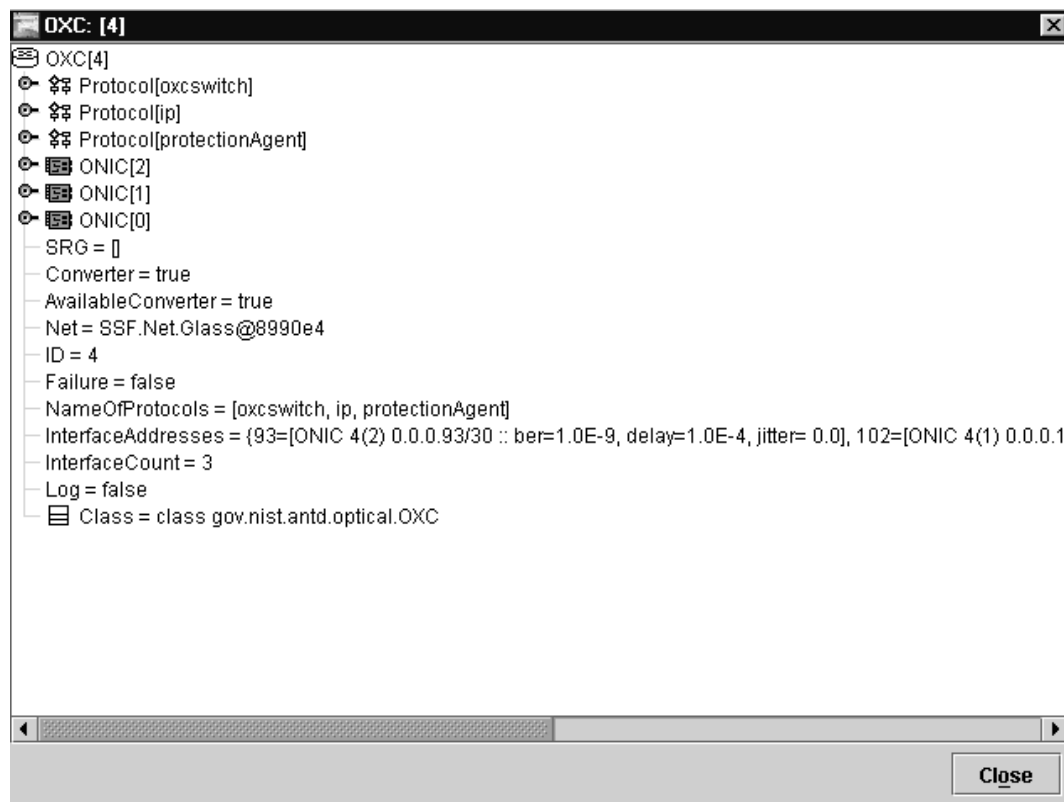 OXC: [4]
OXC[4]
Protocol[oxcswitch]
Protocol[ip]
Protocol[protectionAgent]
ONIC[2]
ONIC[1]
ONIC[0]
SRG = []
Converter = true
AvailableConverter = true
Net = SSF.Net.Glass@8990e4
ID = 4
Failure = false
NameOfProtocols = [oxcswitch, ip, protectionAgent]
InterfaceAddresses = {93=[ONIC 4(2) 0.0.0.93/30 :: ber=1.0E-9, delay=1.0E-4, jitter= 0.0], 102=[ONIC 4(1) 0.0.0.1
InterfaceCount = 3
Log = false
Class = class gov.nist.antd.optical.OXC
Close